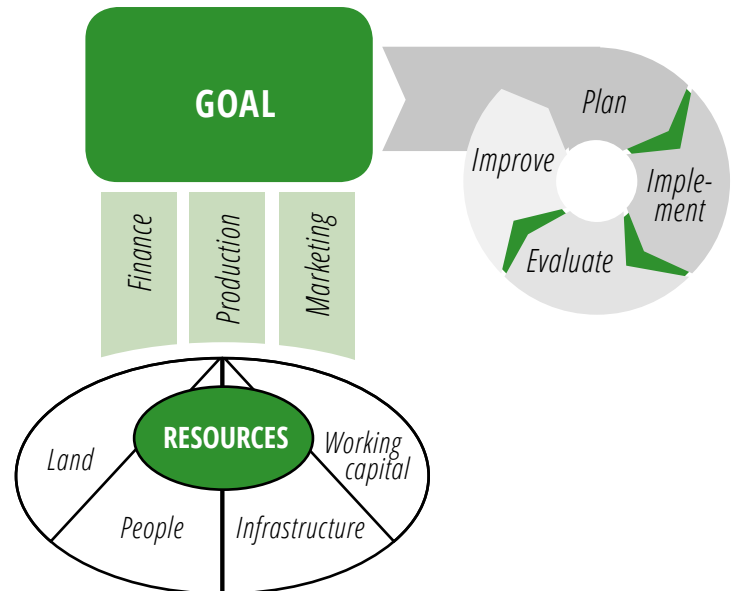 GOAL
Plan
Improve
Imple-
ment
Evaluate
Finance
Production
Marketing
RESOURCES
Land
Working
capital
People
Infrastructure